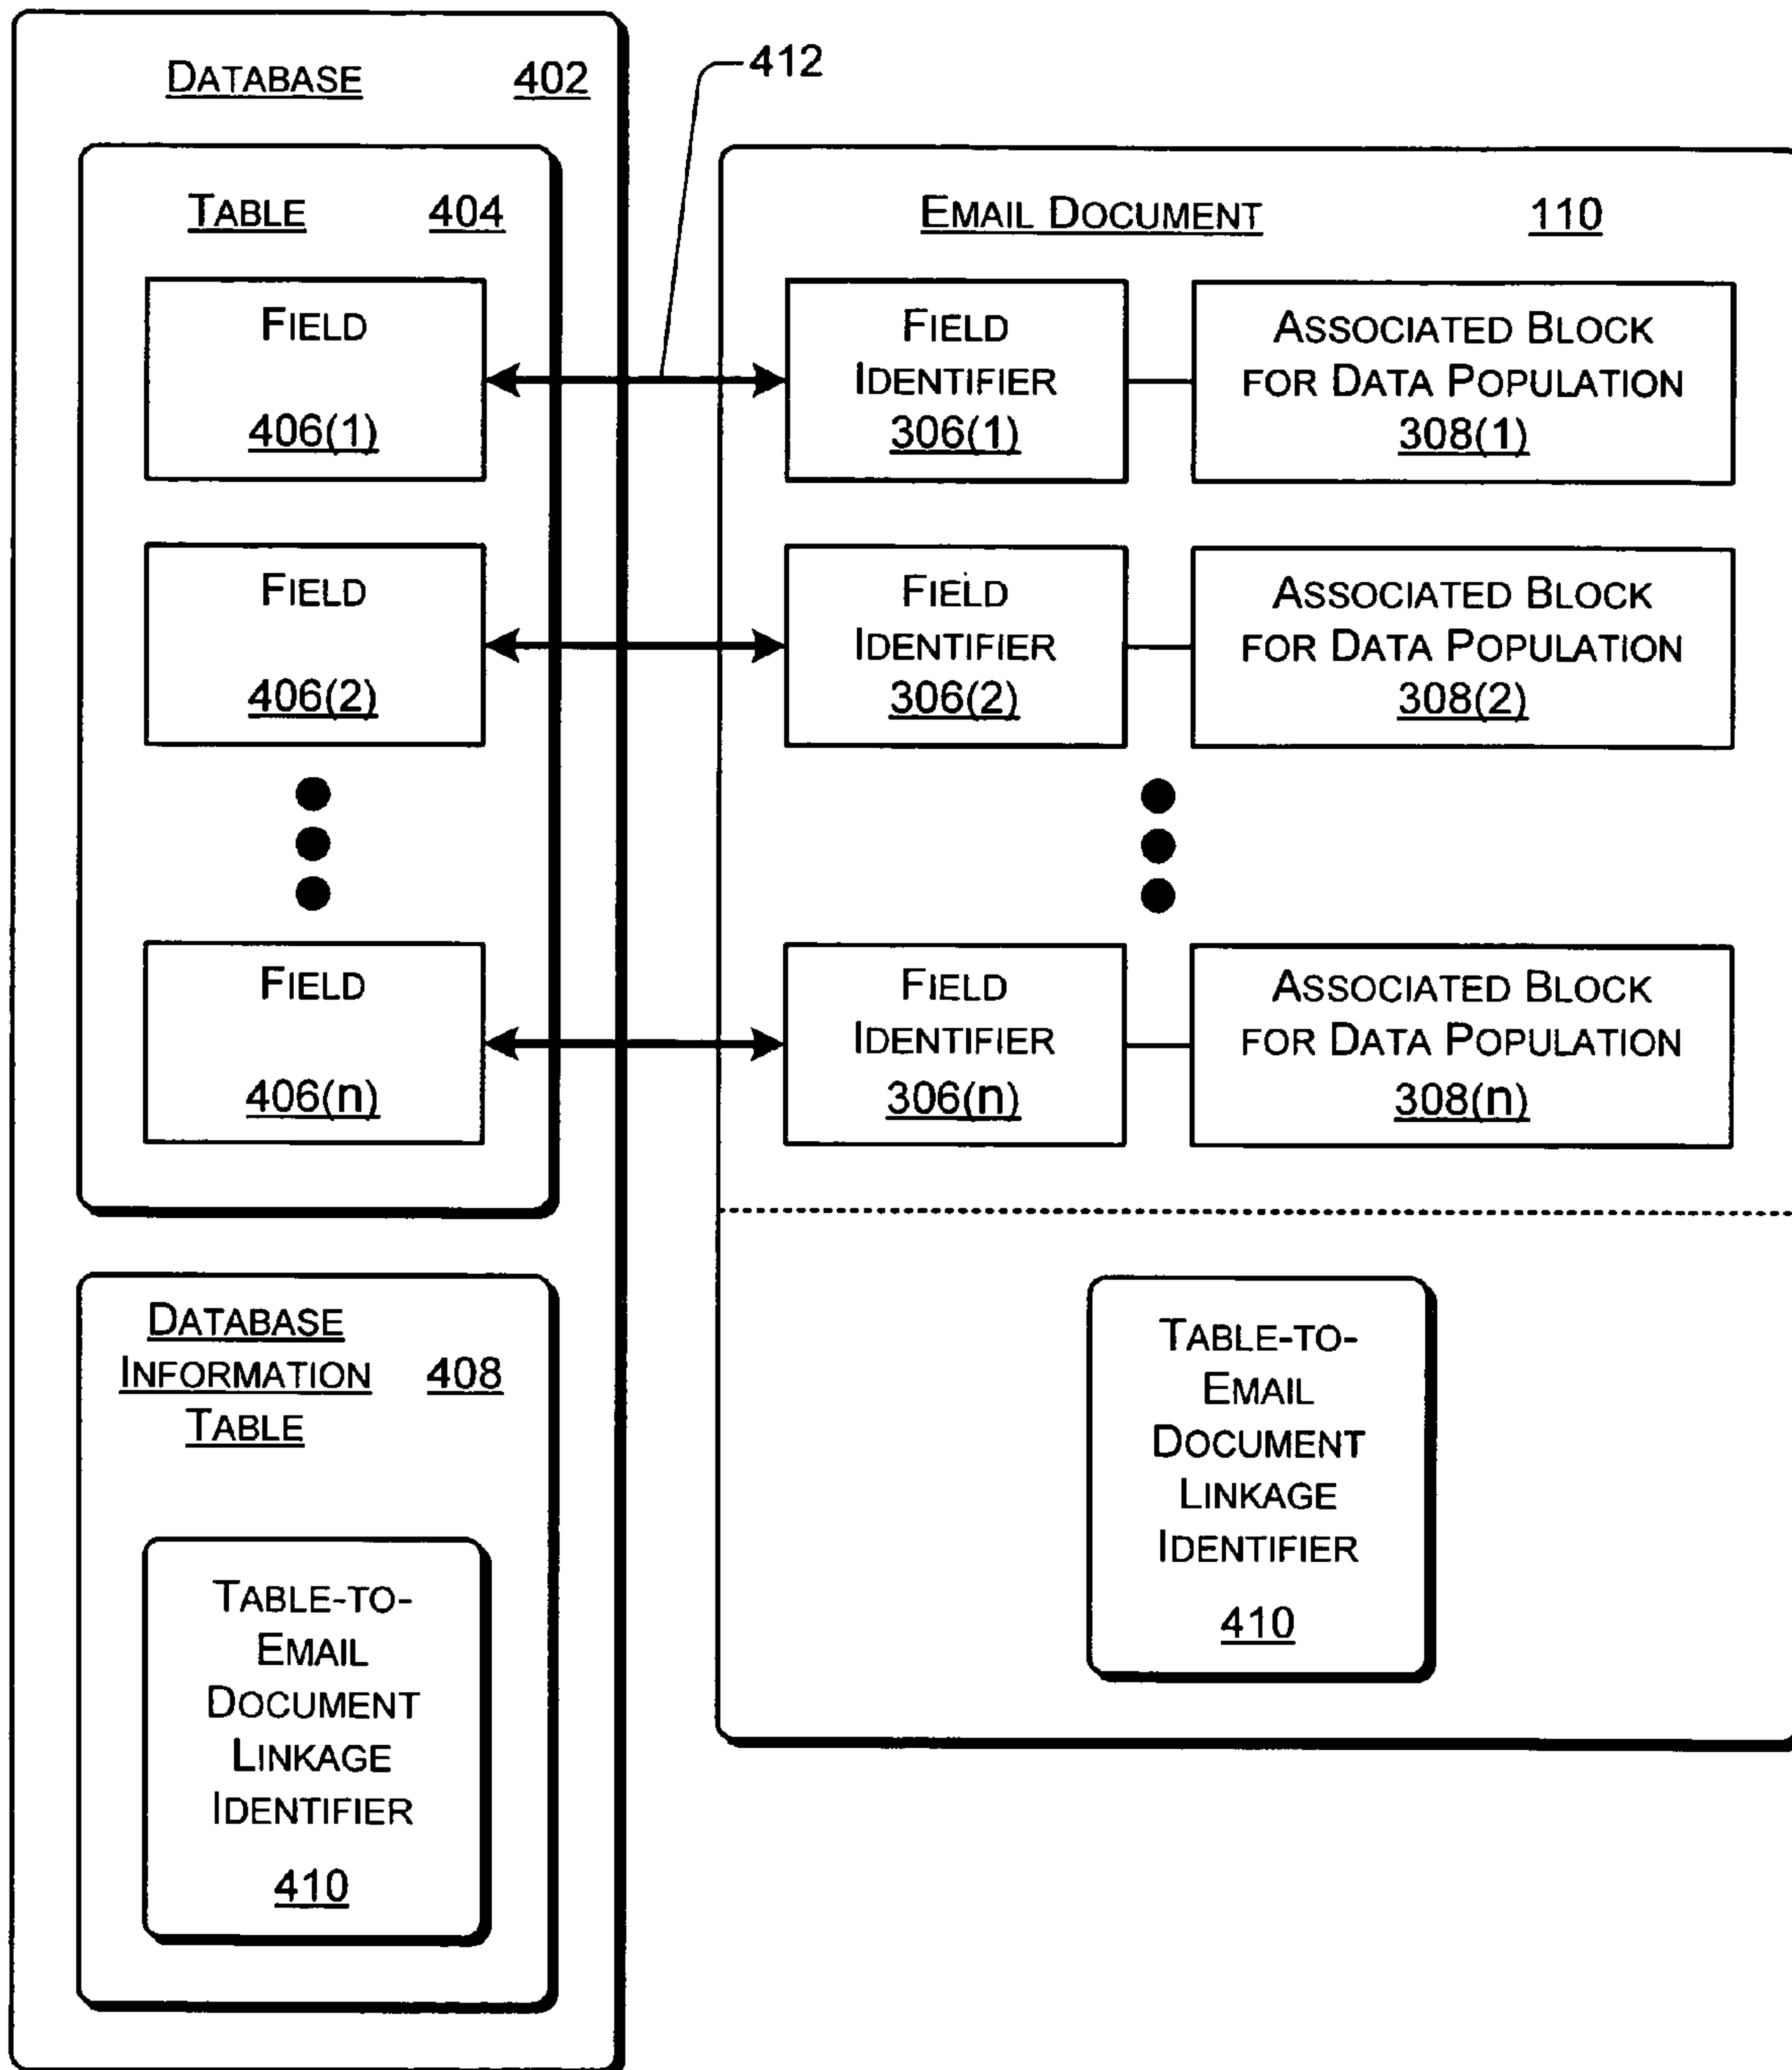 DATABASE 402
TABLE 404
FIELD
406(1)
FIELD
406(2)
FIELD
406(n)
DATABASE
INFORMATION 408
TABLE
TABLE-TO-
EMAIL
DOCUMENT
LINKAGE
IDENTIFIER
410
412
EMAIL DOCUMENT 110
FIELD
IDENTIFIER
306(1)
ASSOCIATED BLOCK
FOR DATA POPULATION
308(1)
FIELD
IDENTIFIER
306(2)
ASSOCIATED BLOCK
FOR DATA POPULATION
308(2)
FIELD
IDENTIFIER
306(n)
ASSOCIATED BLOCK
FOR DATA POPULATION
308(n)
TABLE-TO-
EMAIL
DOCUMENT
LINKAGE
IDENTIFIER
410